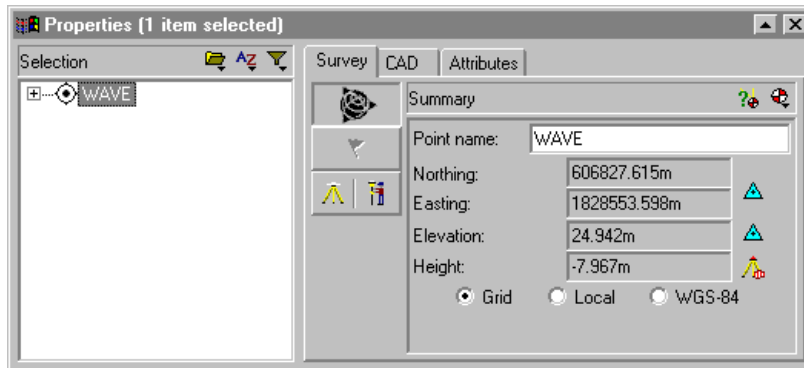 Properties (1 item selected)
Selection
AZ
WAVE
Survey
CAD
Attributes
Summary
Point name:
WAVE
Northing:
606827.615m
Easting:
1828553.598m
Elevation:
24.942m
Height:
-7.967m
Grid
Local
WGS-84